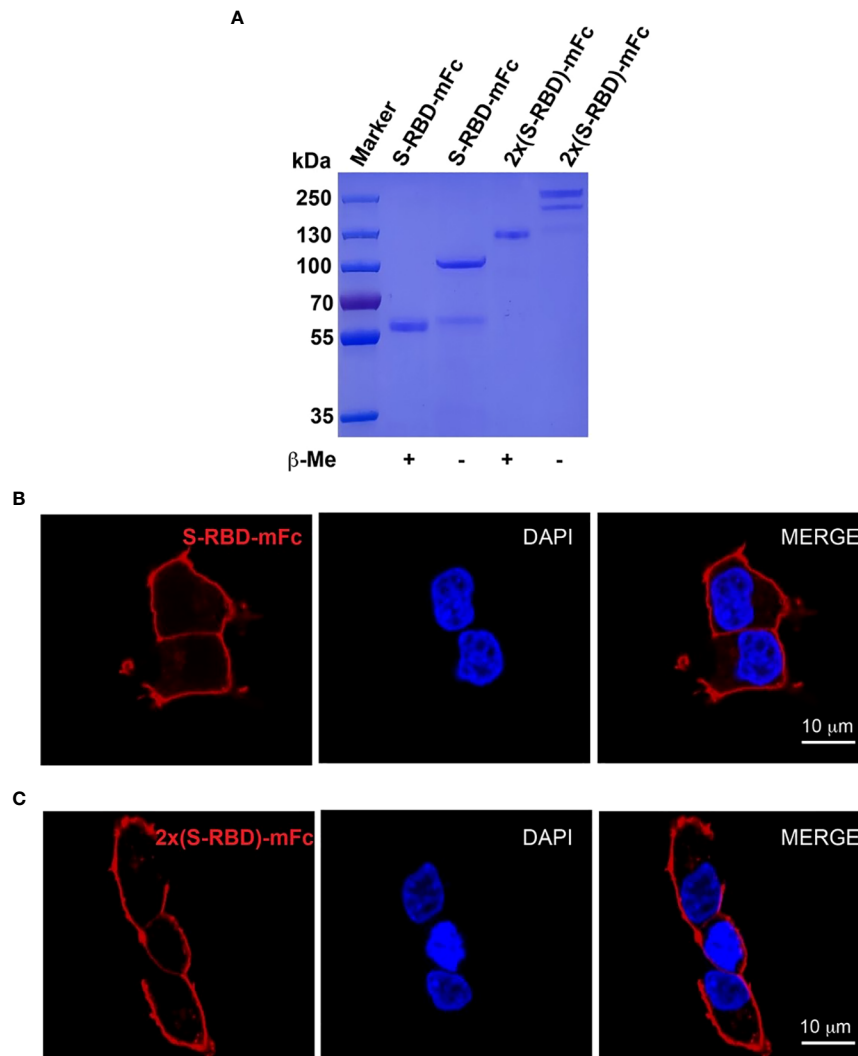 A
kDa
Marker
S-RBD-mFc
S-RBD-mFc
2x(S-RBD)-mFc
2x(S-RBD)-mFc
250
130
100
70
55
35
β-Me + - + -
B
S-RBD-mFc DAPI MERGE
10 μm
C
2x(S-RBD)-mFc DAPI MERGE
10 μm